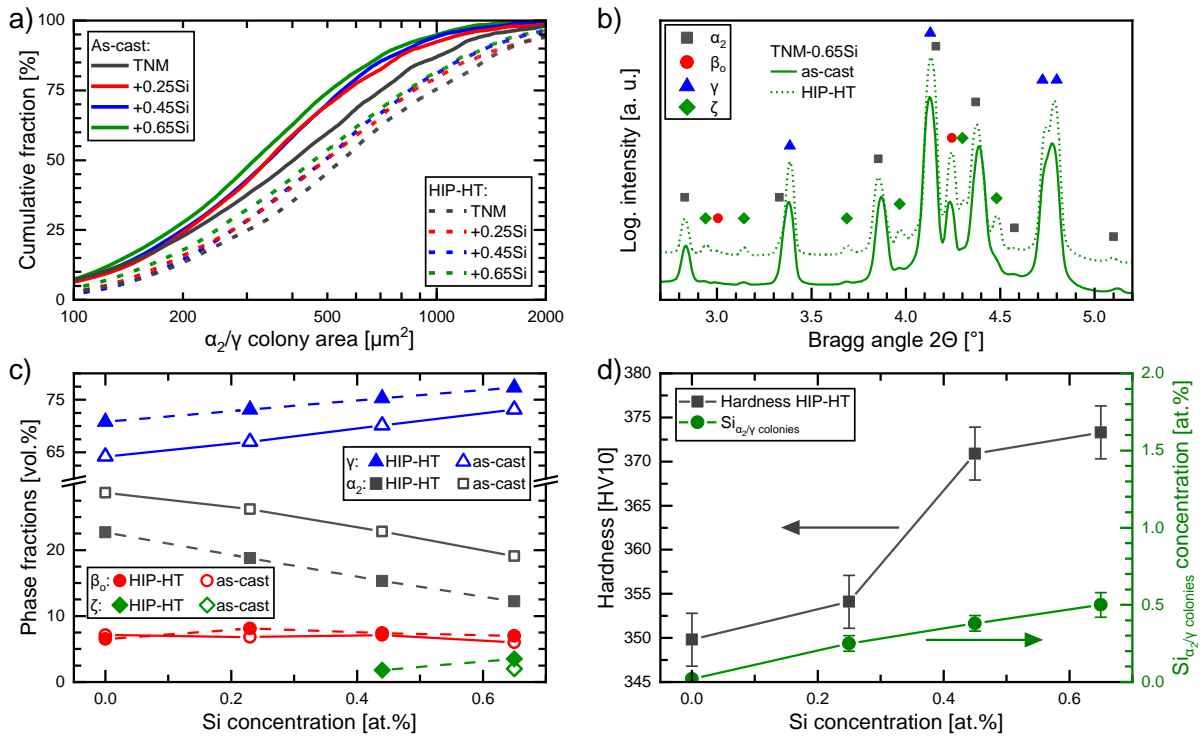 a)
As-cast:
TNM
+0.25Si
+0.45Si
+0.65Si
HIP-HT:
TNM
+0.25Si
+0.45Si
+0.65Si
100
75
50
25
0
Cumulative fraction [%]
100 200 500 1000 2000
α₂/γ colony area [µm²]
b)
α₂
βₒ
γ
ζ
TNM-0.65Si
as-cast
HIP-HT
Log. intensity [a. u.]
3.0 3.5 4.0 4.5 5.0
Bragg angle 2Θ [°]
c)
75
65
20
10
5
0
Phase fractions [vol.%]
γ: HIP-HT as-cast
α₂: HIP-HT as-cast
βₒ: HIP-HT as-cast
ζ: HIP-HT as-cast
0.0 0.2 0.4 0.6
Si concentration [at.%]
d)
Hardness HIP-HT
Si α₂/γ colonies
380
375
370
365
360
355
350
345
Hardness [HV10]
2.0
1.5
1.0
0.5
0.0
Si α₂/γ colonies concentration [at.%]
0.0 0.2 0.4 0.6
Si concentration [at.%]